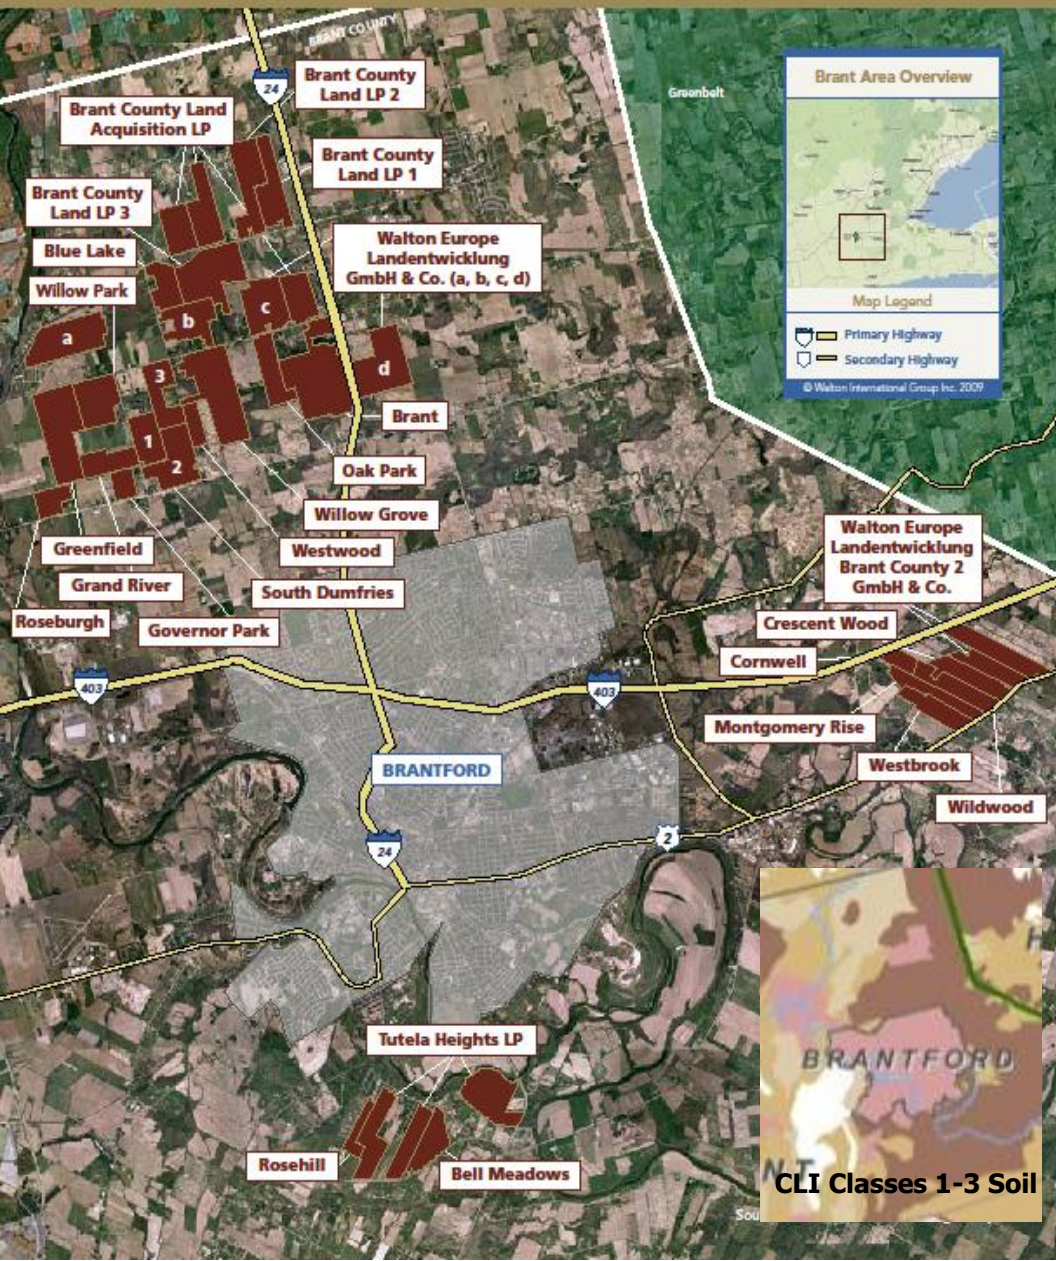 BRANT COUNTY
24
Brant County
Land LP 2
Brant County Land
Acquisition LP
Brant County
Land LP 1
Brant County
Land LP 3
Blue Lake
Willow Park
Walton Europe
Landentwicklung
GmbH & Co. (a, b, c, d)
a
b
c
d
3
1
2
Brant
Oak Park
Willow Grove
Westwood
South Dumfries
Greenfield
Grand River
Roseburgh
Governor Park
Greenbelt
Brant Area Overview
Map Legend
Primary Highway
Secondary Highway
© Walton International Group Inc. 2009
Walton Europe
Landentwicklung
Brant County 2
GmbH & Co.
Crescent Wood
Cornwell
Montgomery Rise
Westbrook
Wildwood
403
403
BRANTFORD
24
2
Tutela Heights LP
Rosehill
Bell Meadows
Sou
BRANTFORD
H
NT
CLI Classes 1-3 Soil